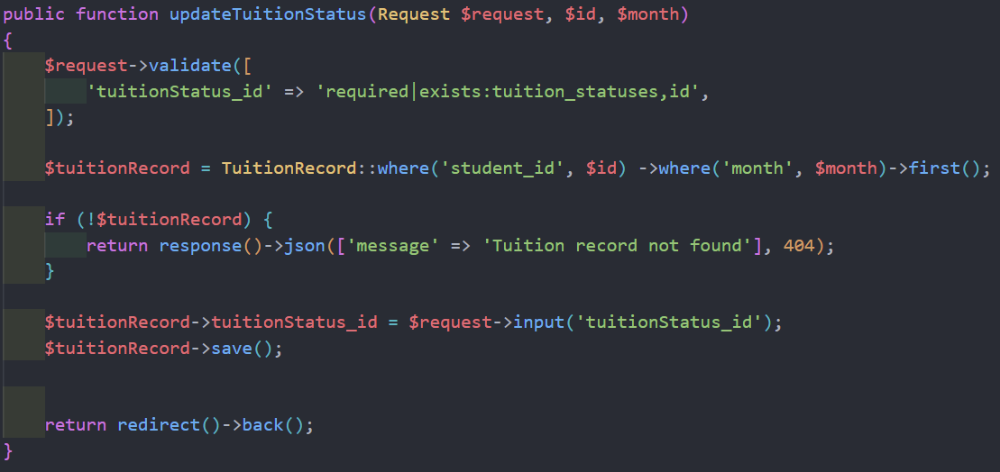 public function updateTuitionStatus(Request $request, $id, $month)
{
    $request->validate([
        'tuitionStatus_id' => 'required|exists:tuition_statuses,id',
    ]);

    $tuitionRecord = TuitionRecord::where('student_id', $id) ->where('month', $month)->first();

    if (!$tuitionRecord) {
        return response()->json(['message' => 'Tuition record not found'], 404);
    }

    $tuitionRecord->tuitionStatus_id = $request->input('tuitionStatus_id');
    $tuitionRecord->save();


    return redirect()->back();
}